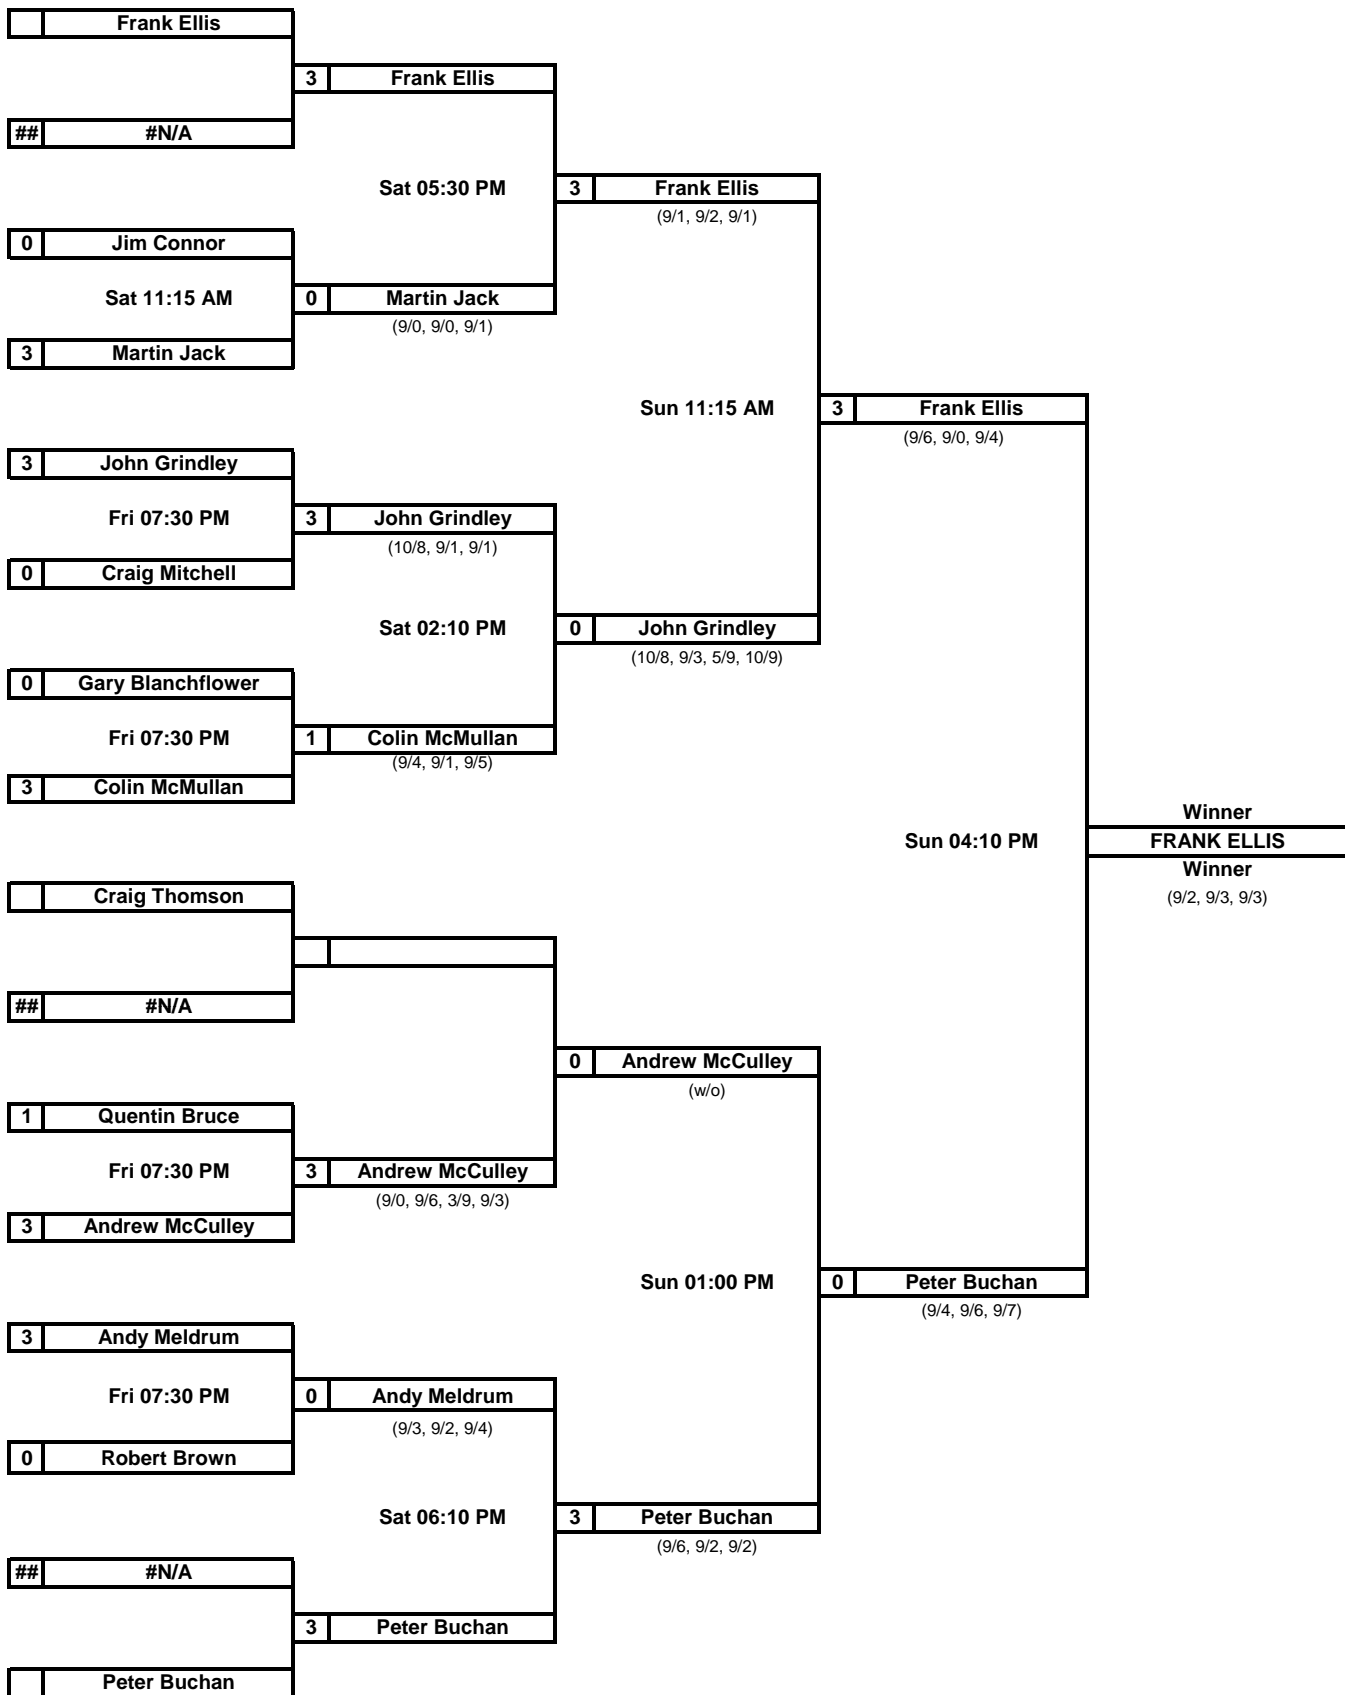 Frank Ellis
3 Frank Ellis
## #N/A
Sat 05:30 PM
3 Frank Ellis
(9/1, 9/2, 9/1)
0 Jim Connor
Sat 11:15 AM
0 Martin Jack
(9/0, 9/0, 9/1)
3 Martin Jack
Sun 11:15 AM
3 Frank Ellis
(9/6, 9/0, 9/4)
3 John Grindley
Fri 07:30 PM
3 John Grindley
(10/8, 9/1, 9/1)
0 Craig Mitchell
Sat 02:10 PM
0 John Grindley
(10/8, 9/3, 5/9, 10/9)
0 Gary Blanchflower
Fri 07:30 PM
1 Colin McMullan
(9/4, 9/1, 9/5)
3 Colin McMullan
Winner
Sun 04:10 PM
FRANK ELLIS
Winner
(9/2, 9/3, 9/3)
Craig Thomson
## #N/A
0 Andrew McCulley
(w/o)
1 Quentin Bruce
Fri 07:30 PM
3 Andrew McCulley
(9/0, 9/6, 3/9, 9/3)
3 Andrew McCulley
Sun 01:00 PM
0 Peter Buchan
(9/4, 9/6, 9/7)
3 Andy Meldrum
Fri 07:30 PM
0 Andy Meldrum
(9/3, 9/2, 9/4)
0 Robert Brown
Sat 06:10 PM
3 Peter Buchan
(9/6, 9/2, 9/2)
## #N/A
3 Peter Buchan
Peter Buchan